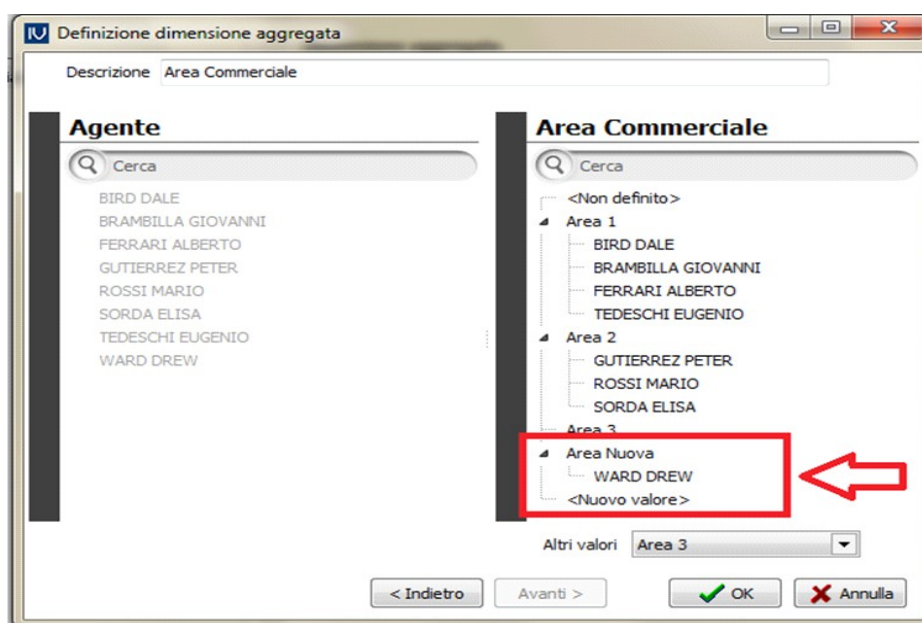 Definizione dimensione aggregata
Descrizione Area Commerciale
Agente
Cerca
BIRD DALE
BRAMBILLA GIOVANNI
FERRARI ALBERTO
GUTIERREZ PETER
ROSSI MARIO
SORDA ELISA
TEDESCHI EUGENIO
WARD DREW
Area Commerciale
Cerca
<Non definito>
Area 1
BIRD DALE
BRAMBILLA GIOVANNI
FERRARI ALBERTO
TEDESCHI EUGENIO
Area 2
GUTIERREZ PETER
ROSSI MARIO
SORDA ELISA
Area 3
Area Nuova
WARD DREW
<Nuovo valore>
Altri valori Area 3
< Indietro
Avanti >
OK
Annulla